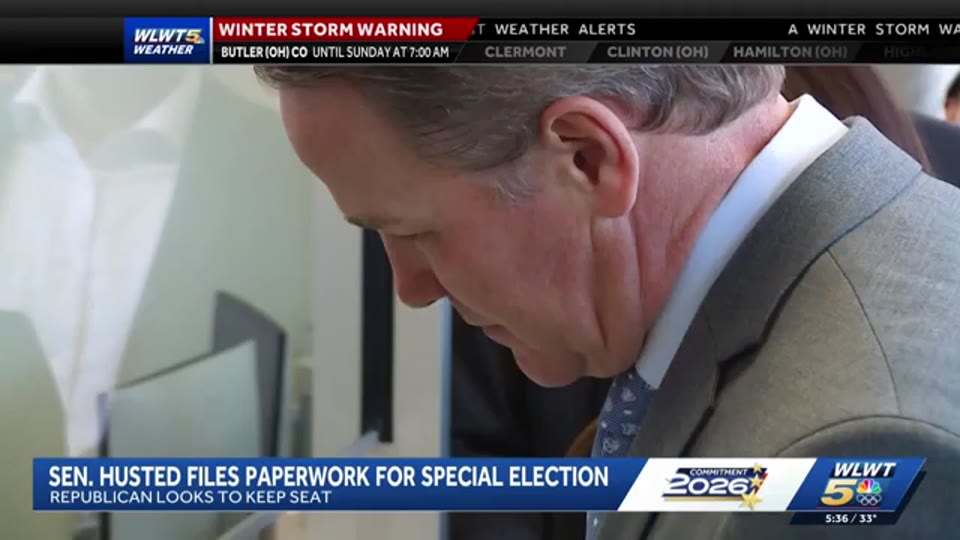 WLWT 5
WEATHER
WINTER STORM WARNING
WEATHER ALERTS
A WINTER STORM WA
BUTLER (OH) CO UNTIL SUNDAY AT 7:00 AM
CLERMONT
CLINTON (OH)
HAMILTON (OH)
SEN. HUSTED FILES PAPERWORK FOR SPECIAL ELECTION
REPUBLICAN LOOKS TO KEEP SEAT
COMMITMENT
2026
WLWT
5
5:36 / 33°